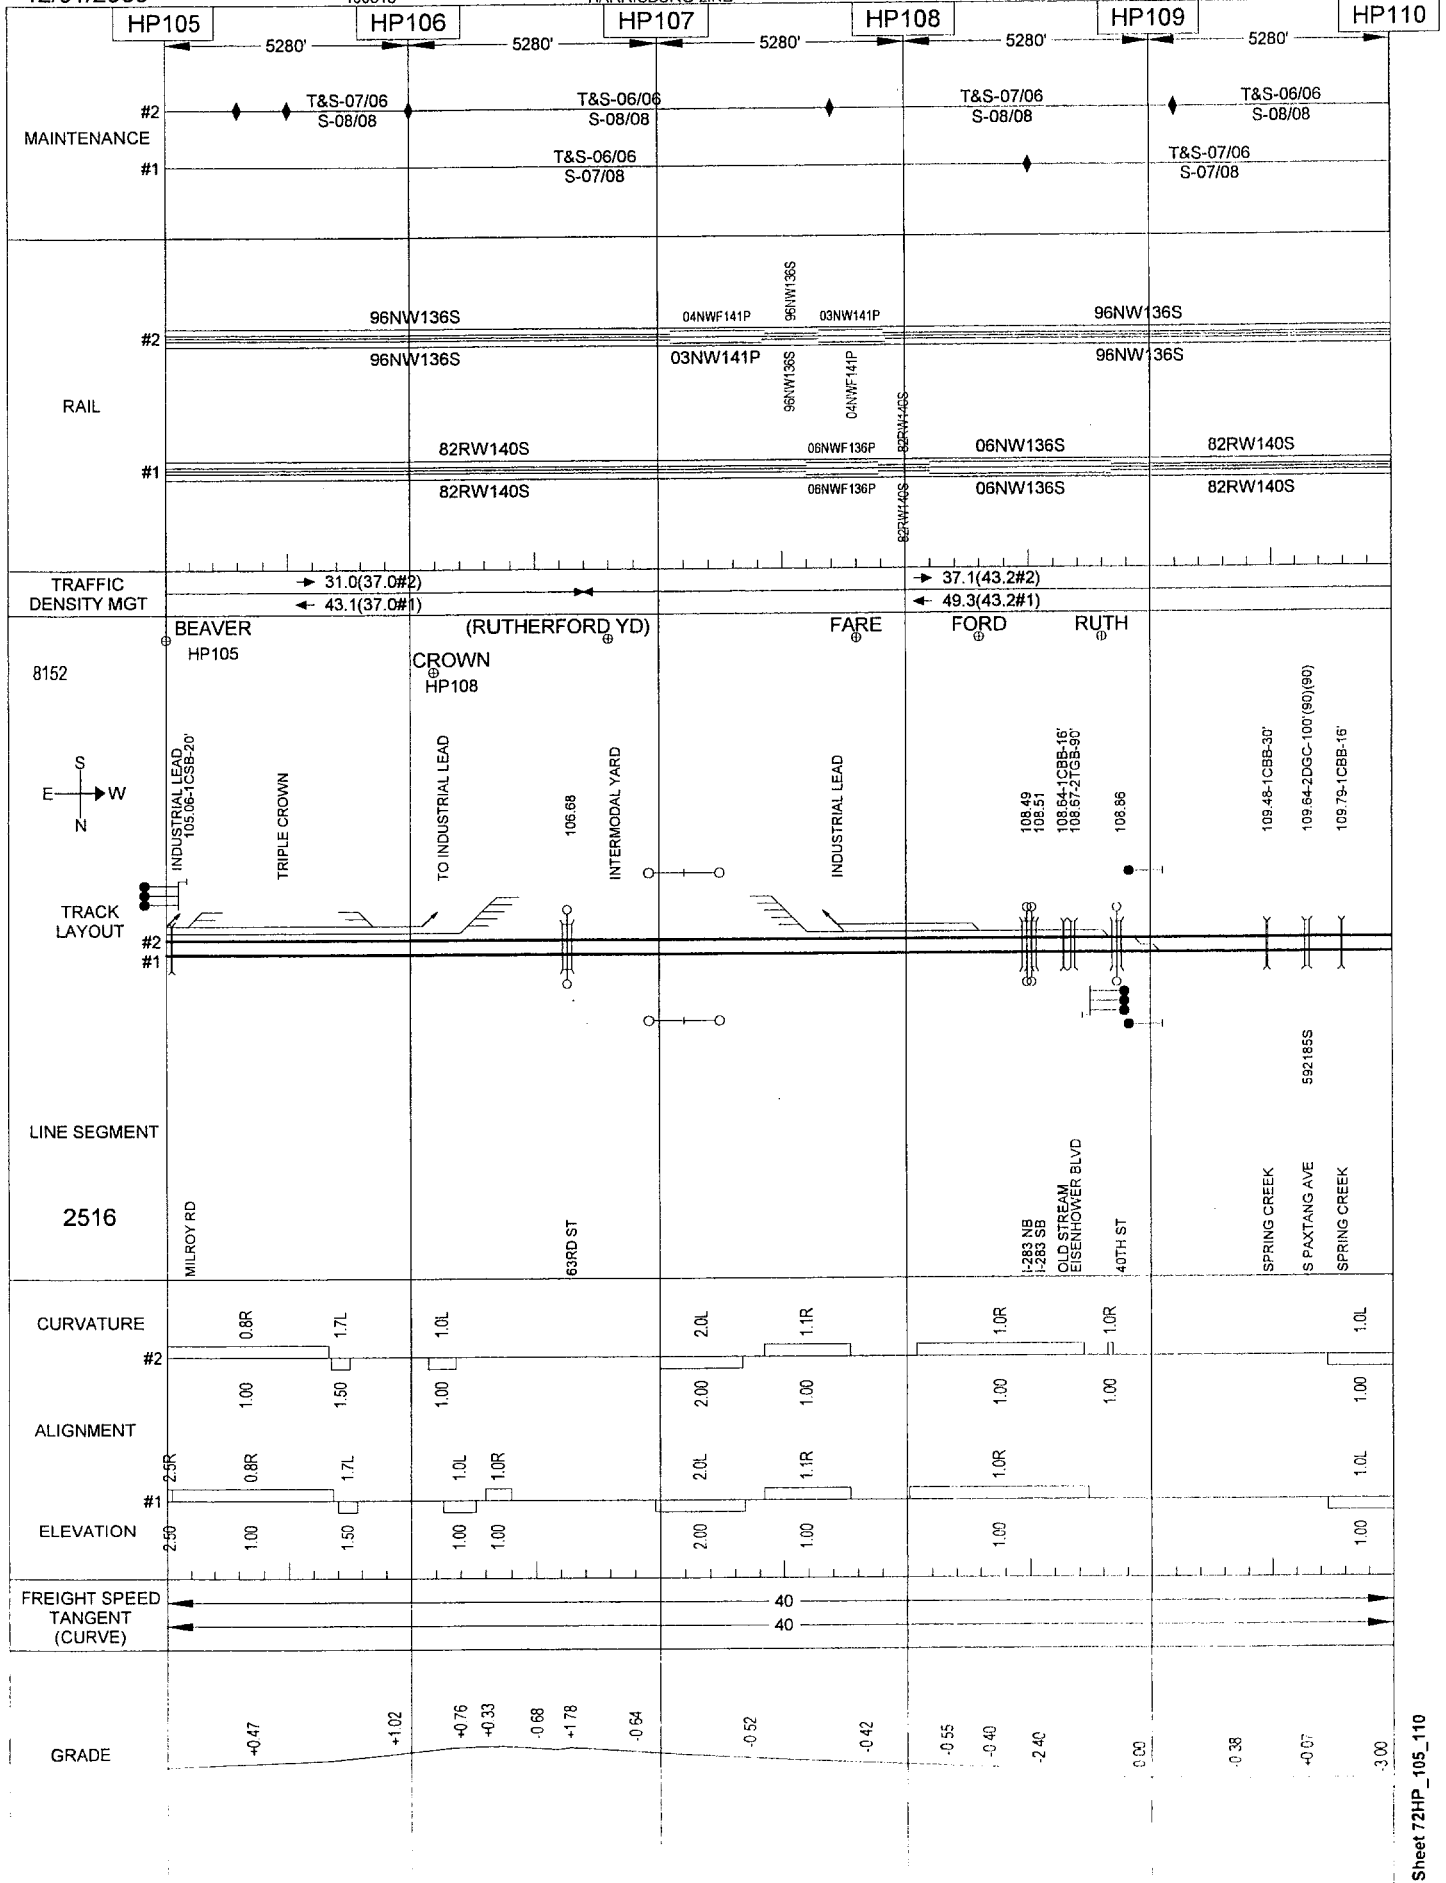 HP105 HP106 HP107 HP108 HP109 HP110
5280' 5280' 5280' 5280' 5280'
#2 T&S-07/06 T&S-06/06 T&S-07/06 T&S-06/06
S-08/08 S-08/08 S-08/08 S-08/08
MAINTENANCE
#1 T&S-06/06 T&S-07/06
S-07/08 S-07/08
96NW136S 04NWF141P 96NW136S 03NW141P 96NW136S
#2
96NW136S 03NW141P 96NW136S 04NWF141P 96NW136S
RAIL
82RW140S 06NWF136P 82RW140S 06NW136S 82RW140S
#1
82RW140S 06NWF136P 82RW140S 06NW136S 82RW140S
TRAFFIC
DENSITY MGT
31.0(37.0#2) 37.1(43.2#2)
43.1(37.0#1) 49.3(43.2#1)
BEAVER (RUTHERFORD YD) FARE FORD RUTH
HP105
CROWN
HP108
8152
S
E W
N
INDUSTRIAL LEAD
105.06-1CSB-20'
TRIPLE CROWN
TO INDUSTRIAL LEAD
106.68
INTERMODAL YARD
INDUSTRIAL LEAD
108.49
108.51
108.64-1CBB-16'
108.67-2TGB-90'
108.86
109.48-1CBB-30'
109.64-2DGC-100'(90)(90)
109.79-1CBB-16'
TRACK
LAYOUT
#2
#1
592185S
LINE SEGMENT
2516
MILROY RD
63RD ST
I-283 NB
I-283 SB
OLD STREAM
EISENHOWER BLVD
40TH ST
SPRING CREEK
S PAXTANG AVE
SPRING CREEK
CURVATURE
0.8R 1.7L 1.0L 2.0L 1.1R 1.0R 1.0R 1.0L
#2
1.00 1.50 1.00 2.00 1.00 1.00 1.00 1.00
ALIGNMENT
2.5R 0.8R 1.7L 1.0L 1.0R 2.0L 1.1R 1.0R 1.0L
#1
ELEVATION
2.50 1.00 1.50 1.00 1.00 2.00 1.00 1.00 1.00
FREIGHT SPEED
TANGENT
(CURVE)
40
40
GRADE
+0.47 +1.02 +0.76 +0.33 -0.68 +1.78 -0.64 -0.52 -0.42 -0.55 -0.40 -2.40 0.00 -0.38 +0.07 -3.00
Sheet 72HP_105_110